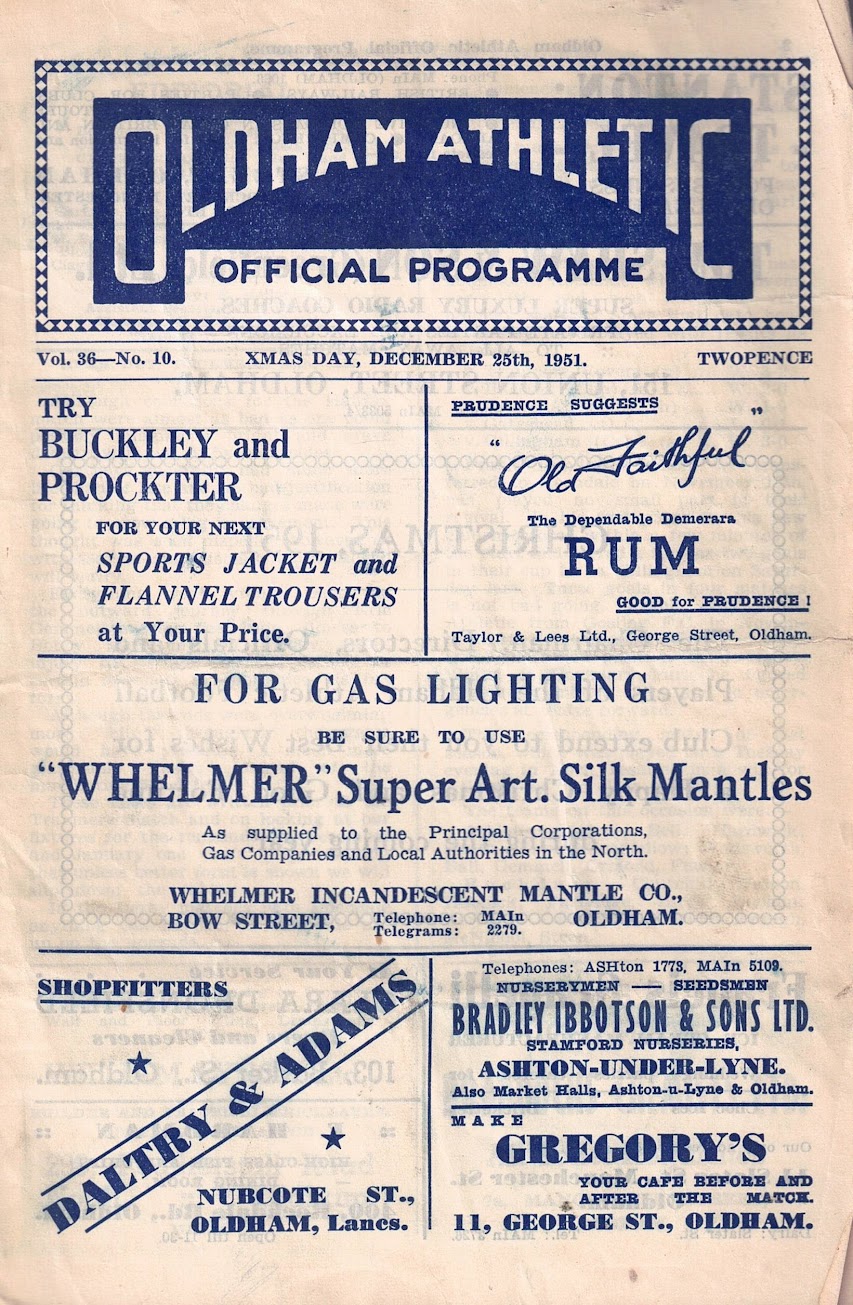 OLDHAM ATHLETIC
OFFICIAL PROGRAMME
Vol. 36—No. 10. XMAS DAY, DECEMBER 25th, 1951. TWOPENCE
TRY
BUCKLEY and
PROCKTER
FOR YOUR NEXT
SPORTS JACKET and
FLANNEL TROUSERS
at Your Price.
PRUDENCE SUGGESTS
"Old Faithful"
The Dependable Demerara
RUM
GOOD for PRUDENCE !
Taylor & Lees Ltd., George Street, Oldham.
FOR GAS LIGHTING
BE SURE TO USE
"WHELMER" Super Art. Silk Mantles
As supplied to the Principal Corporations,
Gas Companies and Local Authorities in the North.
WHELMER INCANDESCENT MANTLE CO.,
BOW STREET, Telephone: Telegrams: MAIn 2279. OLDHAM.
SHOPFITTERS
DALTRY & ADAMS
NUBCOTE ST.,
OLDHAM, Lancs.
Telephones: ASHton 1773, MAIn 5109.
NURSERYMEN — SEEDSMEN
BRADLEY IBBOTSON & SONS LTD.
STAMFORD NURSERIES,
ASHTON-UNDER-LYNE.
Also Market Halls, Ashton-u-Lyne & Oldham.
MAKE
GREGORY'S
YOUR CAFE BEFORE AND
AFTER THE MATCH.
11, GEORGE ST., OLDHAM.